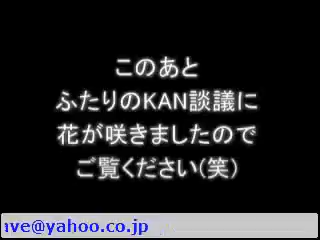 このあと
ふたりのKAN談議に
花が咲きましたので
ご覧ください(笑)
ve@yahoo.co.jp